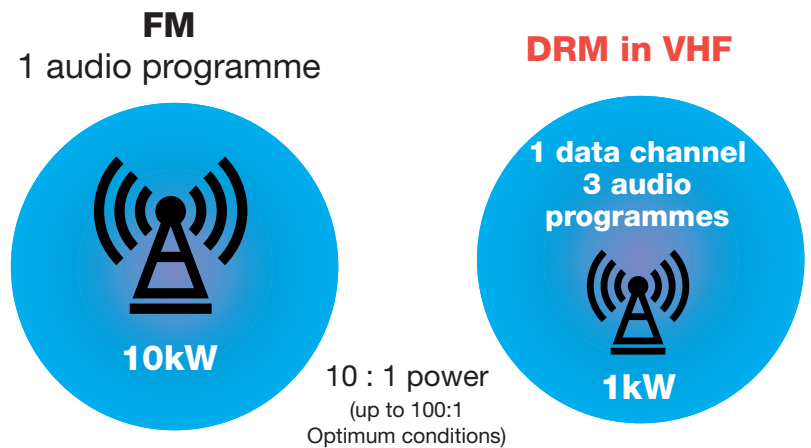 FM
1 audio programme
10kW
DRM in VHF
1 data channel
3 audio
programmes
1kW
10 : 1 power
(up to 100:1
Optimum conditions)